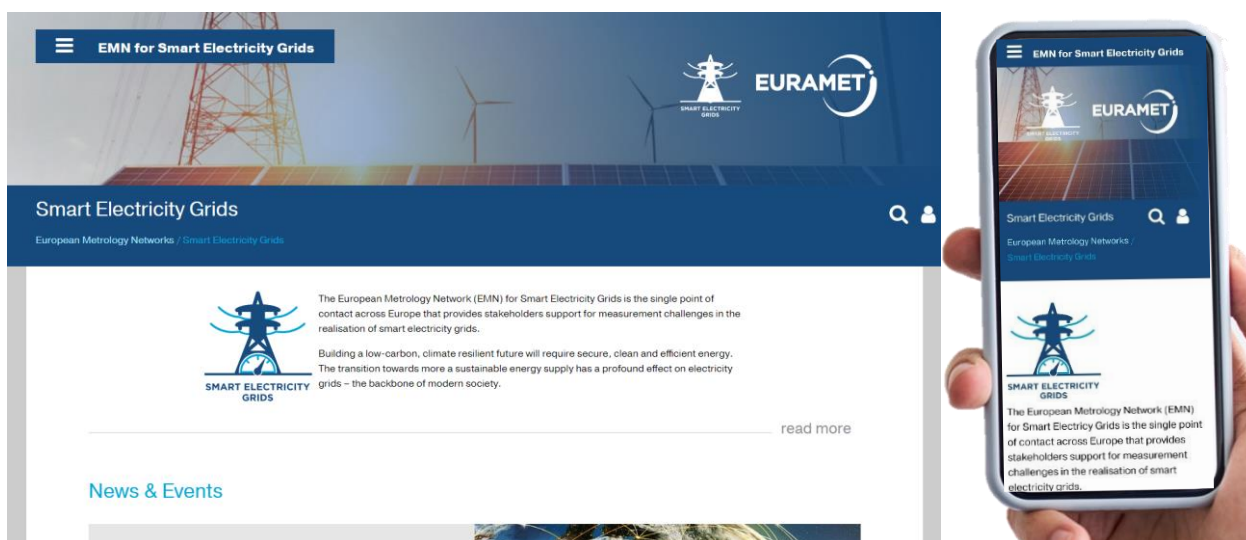 EMN for Smart Electricity Grids
SMART ELECTRICITY
GRIDS
EURAMET
Smart Electricity Grids
European Metrology Networks / Smart Electricity Grids
SMART ELECTRICITY
GRIDS
The European Metrology Network (EMN) for Smart Electricity Grids is the single point of
contact across Europe that provides stakeholders support for measurement challenges in the
realisation of smart electricity grids.
Building a low-carbon, climate resilient future will require secure, clean and efficient energy.
The transition towards more a sustainable energy supply has a profound effect on electricity
grids – the backbone of modern society.
read more
News & Events
EMN for Smart Electricity Grids
SMART ELECTRICITY
GRIDS
EURAMET
Smart Electricity Grids
European Metrology Networks /
Smart Electricity Grids
SMART ELECTRICITY
GRIDS
The European Metrology Network (EMN)
for Smart Electricy Grids is the single point
of contact across Europe that provides
stakeholders support for measurement
challenges in the realisation of smart
electricity grids.